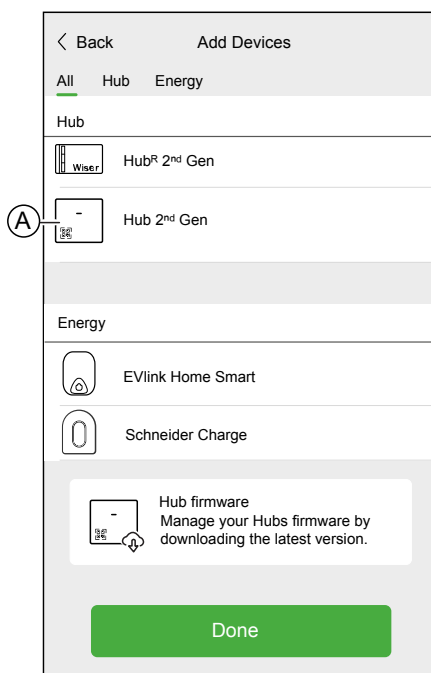 < Back Add Devices
All Hub Energy
Hub
Wiser HubR 2nd Gen
A
Hub 2nd Gen
Energy
EVlink Home Smart
Schneider Charge
Hub firmware
Manage your Hubs firmware by
downloading the latest version.
Done